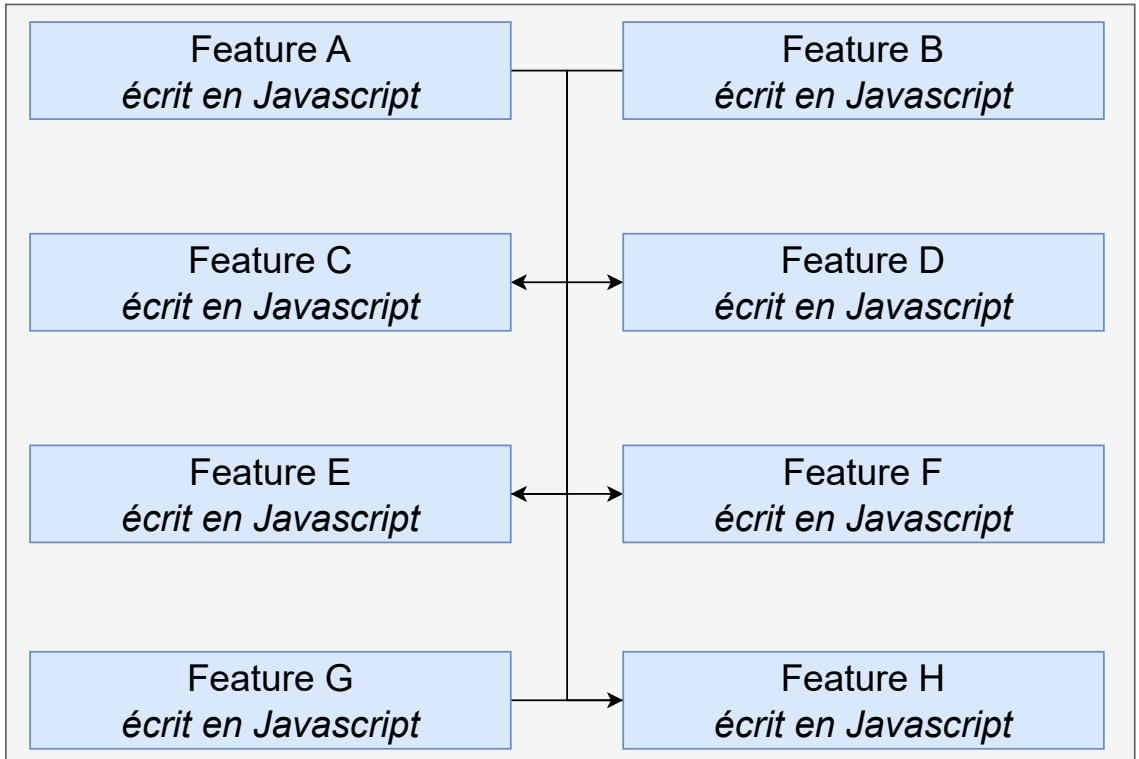 Feature A
écrit en Javascript
Feature B
écrit en Javascript
Feature C
écrit en Javascript
Feature D
écrit en Javascript
Feature E
écrit en Javascript
Feature F
écrit en Javascript
Feature G
écrit en Javascript
Feature H
écrit en Javascript